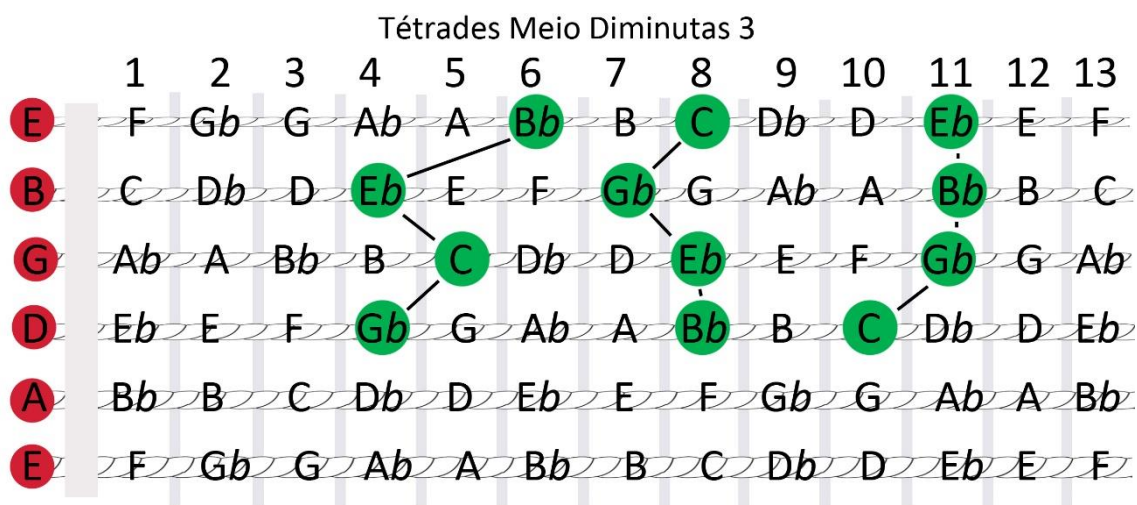 Tétrades Meio Diminutas 3
1 2 3 4 5 6 7 8 9 10 11 12 13
E F Gb G Ab A Bb B C Db D Eb E F
B C Db D Eb E F Gb G Ab A Bb B C
G Ab A Bb B C Db D Eb E F Gb G Ab
D Eb E F Gb G Ab A Bb B C Db D Eb
A Bb B C Db D Eb E F Gb G Ab A Bb
E F Gb G Ab A Bb B C Db D Eb E F